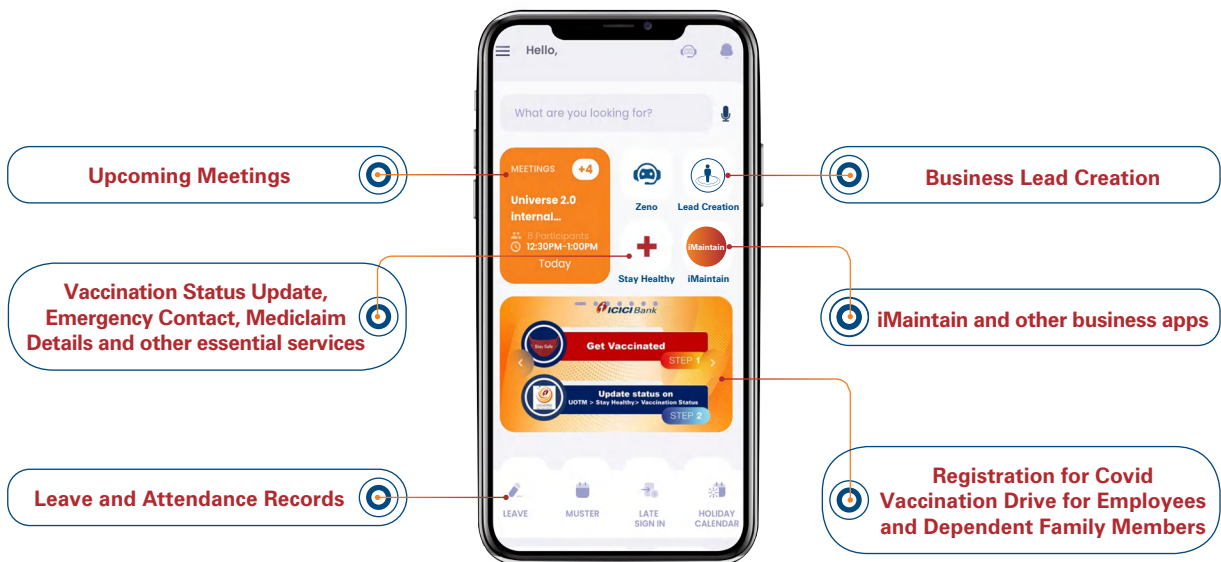 Hello,
What are you looking for?
MEETINGS
+4
Universe 2.0
internal...
8 Participants
12:30PM-1:00PM
Today
Zeno
Lead Creation
Stay Healthy
iMaintain
iMaintain
ICICI Bank
Stay Safe
Get Vaccinated
STEP 1
Update status on
UOTM > Stay Healthy> Vaccination Status
STEP 2
LEAVE
MUSTER
LATE
SIGN IN
HOLIDAY
CALENDAR
Upcoming Meetings
Vaccination Status Update,
Emergency Contact, Mediclaim
Details and other essential services
Leave and Attendance Records
Business Lead Creation
iMaintain and other business apps
Registration for Covid
Vaccination Drive for Employees
and Dependent Family Members